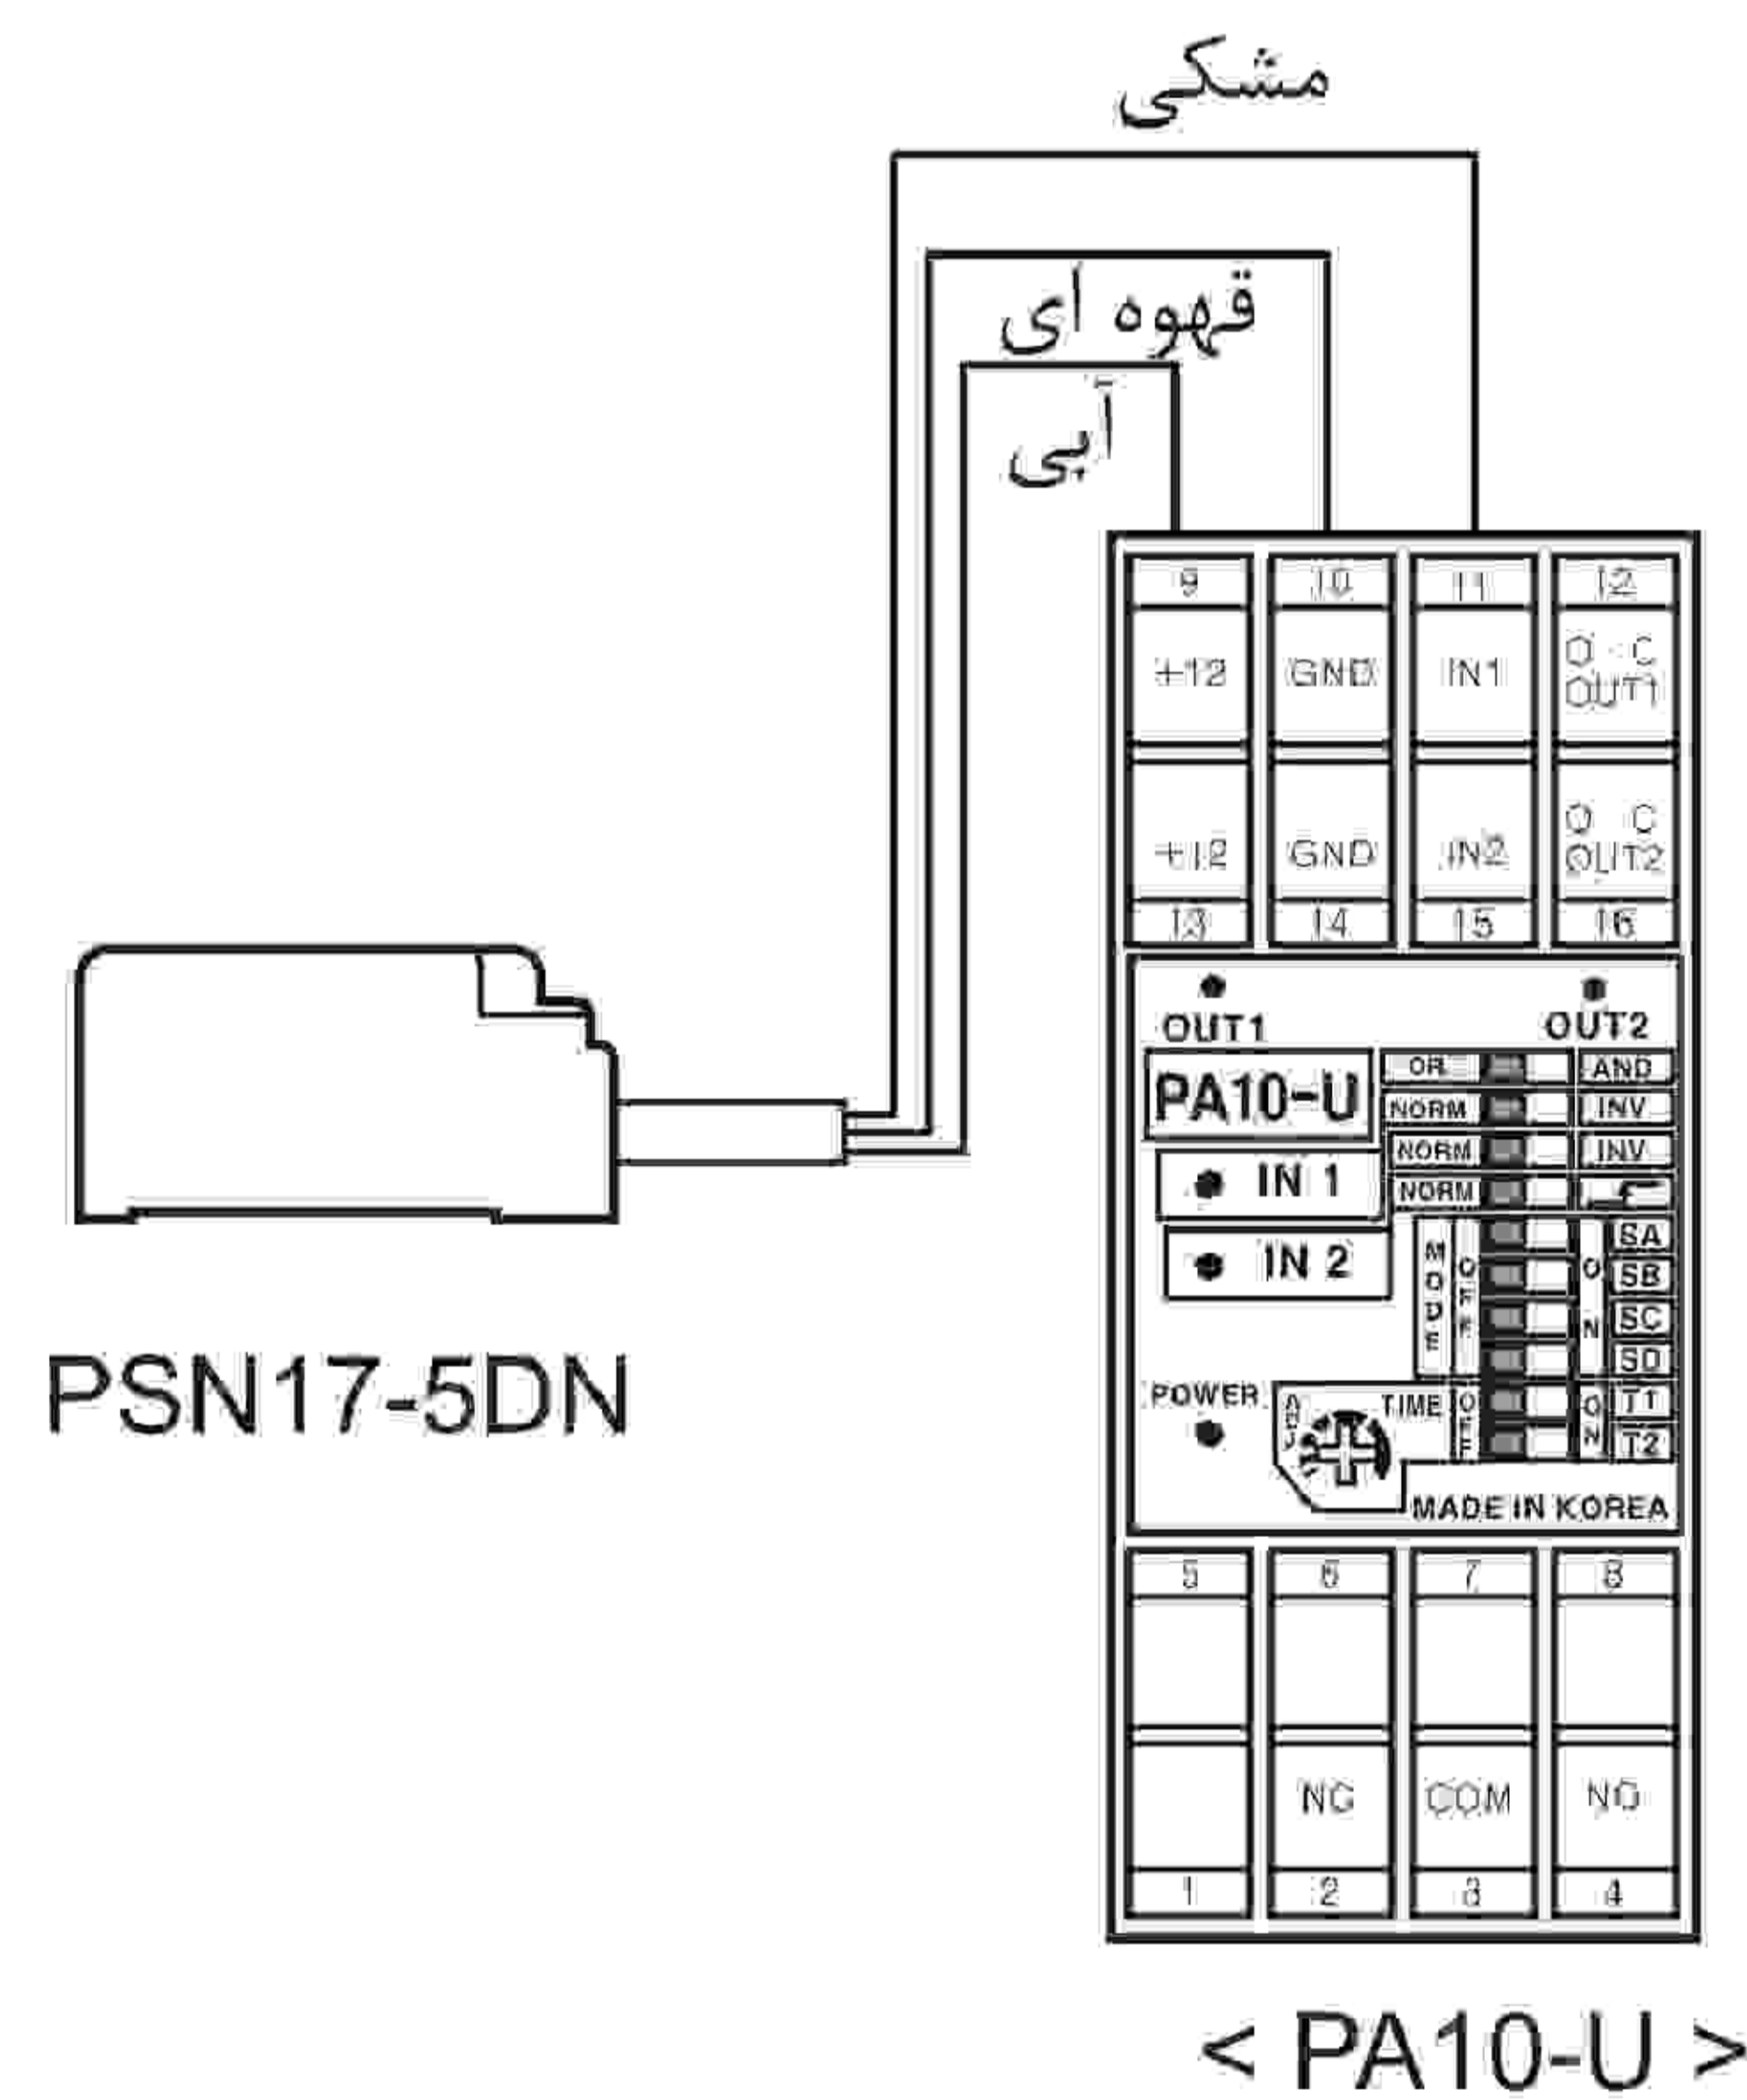 مشکی
قهوه ای
آبی
9 10 11 12
+12 GND IN1 O C
OUT1
+12 GND IN2 O C
OUT2
13 14 15 16
OUT1 OUT2
PA10-U
OR AND
NORM INV
NORM INV
NORM
IN 1
IN 2
MODE OFF ON
SA
SB
SC
SD
POWER
ADJ
TIME OFF ON
T1
T2
MADE IN KOREA
5 6 7 8
NC COM NO
1 2 3 4
PSN17-5DN
< PA10-U >